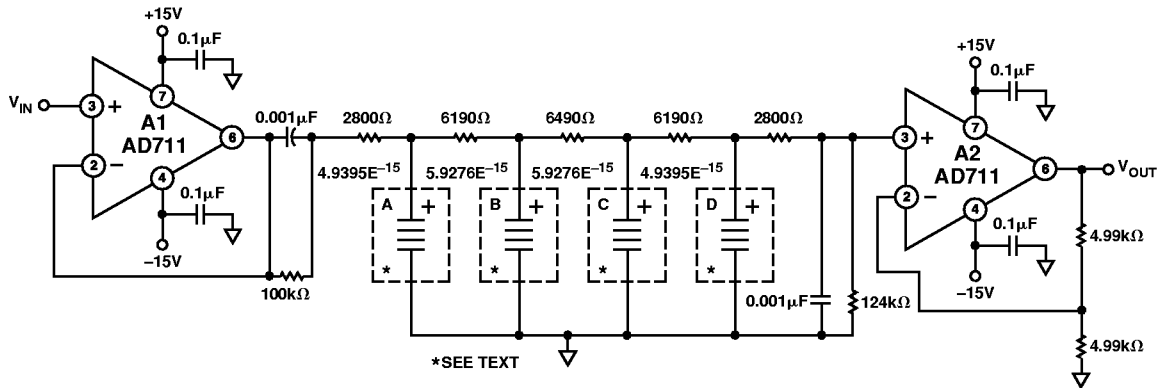 +15V
0.1µF
V_IN
3
+
7
A1
AD711
6
2
–
4
0.1µF
–15V
0.001µF
100kΩ
2800Ω
6190Ω
6490Ω
6190Ω
2800Ω
4.9395E⁻¹⁵
5.9276E⁻¹⁵
5.9276E⁻¹⁵
4.9395E⁻¹⁵
A
+
*
B
+
*
C
+
*
D
+
*
0.001µF
124kΩ
*SEE TEXT
+15V
0.1µF
3
+
7
A2
AD711
6
V_OUT
2
–
4
0.1µF
–15V
4.99kΩ
4.99kΩ